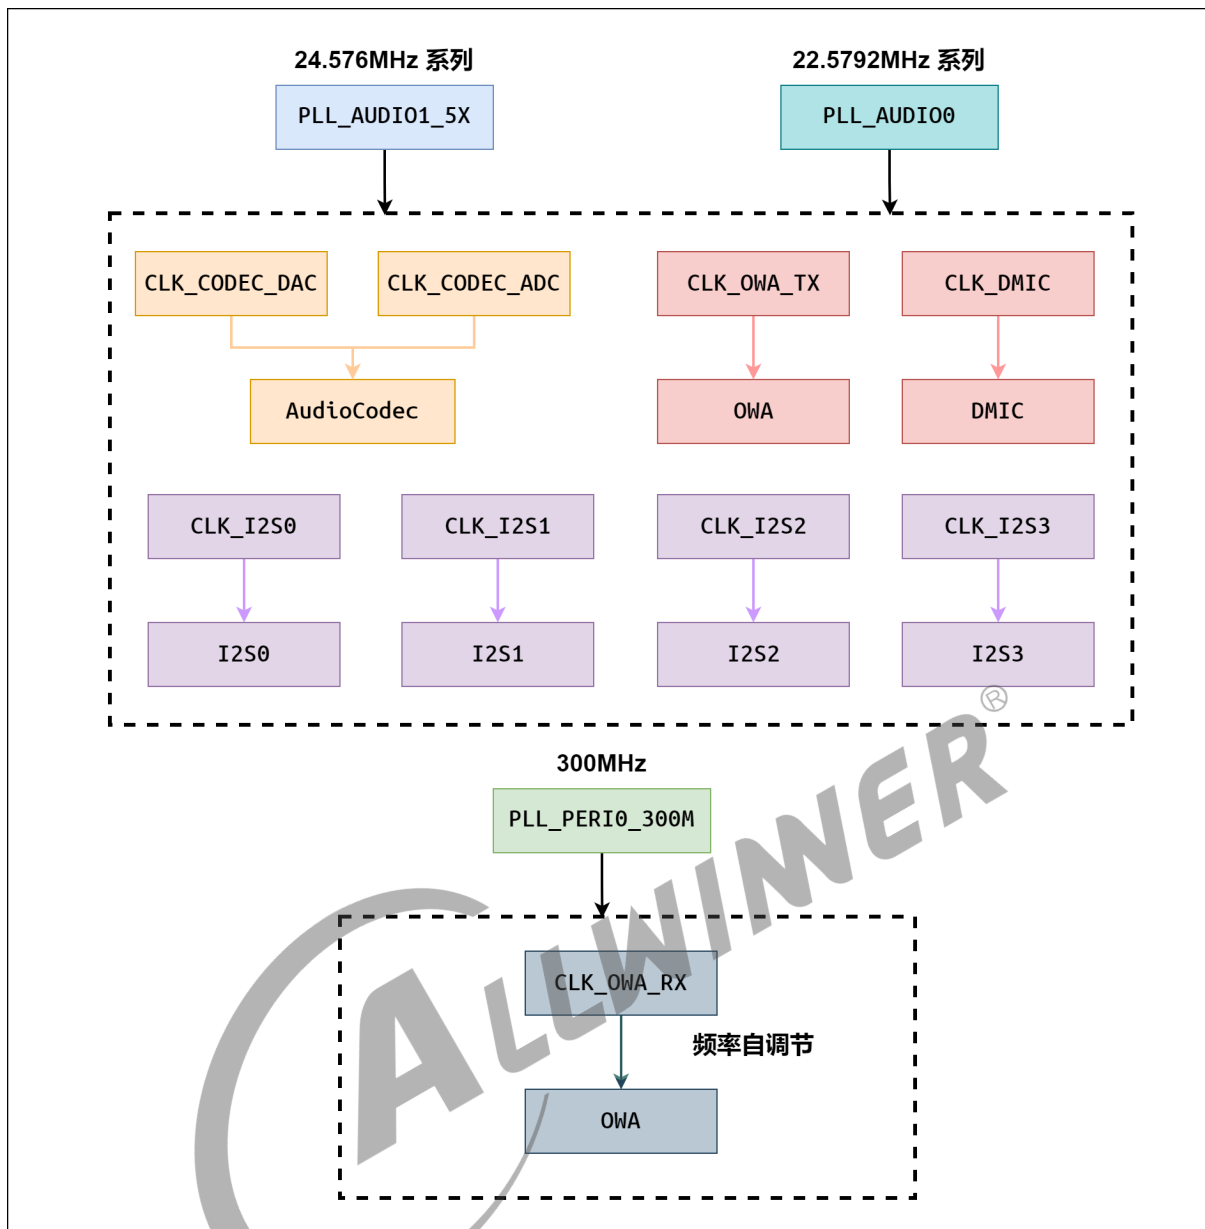 24.576MHz 系列
22.5792MHz 系列
PLL_AUDIO1_5X
PLL_AUDIO0
CLK_CODEC_DAC
CLK_CODEC_ADC
CLK_OWA_TX
CLK_DMIC
AudioCodec
OWA
DMIC
CLK_I2S0
CLK_I2S1
CLK_I2S2
CLK_I2S3
I2S0
I2S1
I2S2
I2S3
300MHz
PLL_PERI0_300M
CLK_OWA_RX
频率自调节
OWA
ALLWINNER®